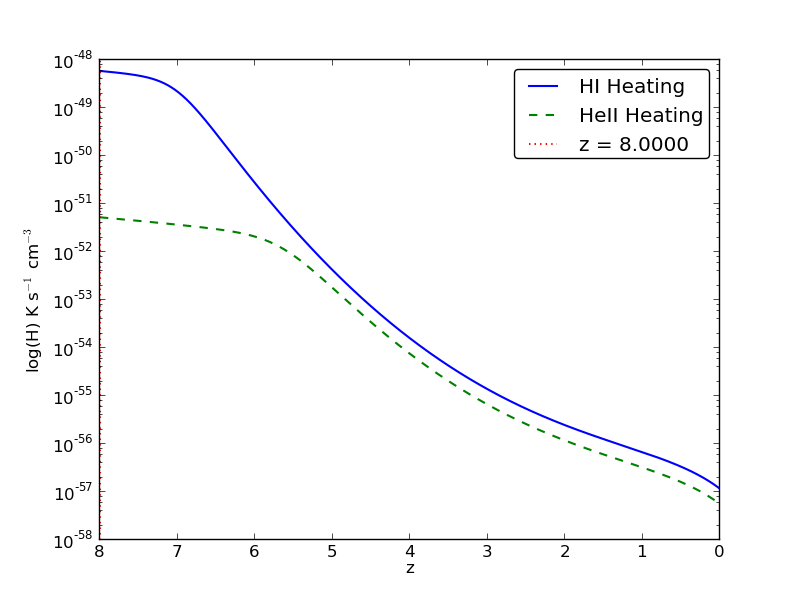 10^-48
10^-49
10^-50
10^-51
10^-52
10^-53
10^-54
10^-55
10^-56
10^-57
10^-58
log(H) K s^-1 cm^-3
HI Heating
HeII Heating
z = 8.0000
8 7 6 5 4 3 2 1 0
z